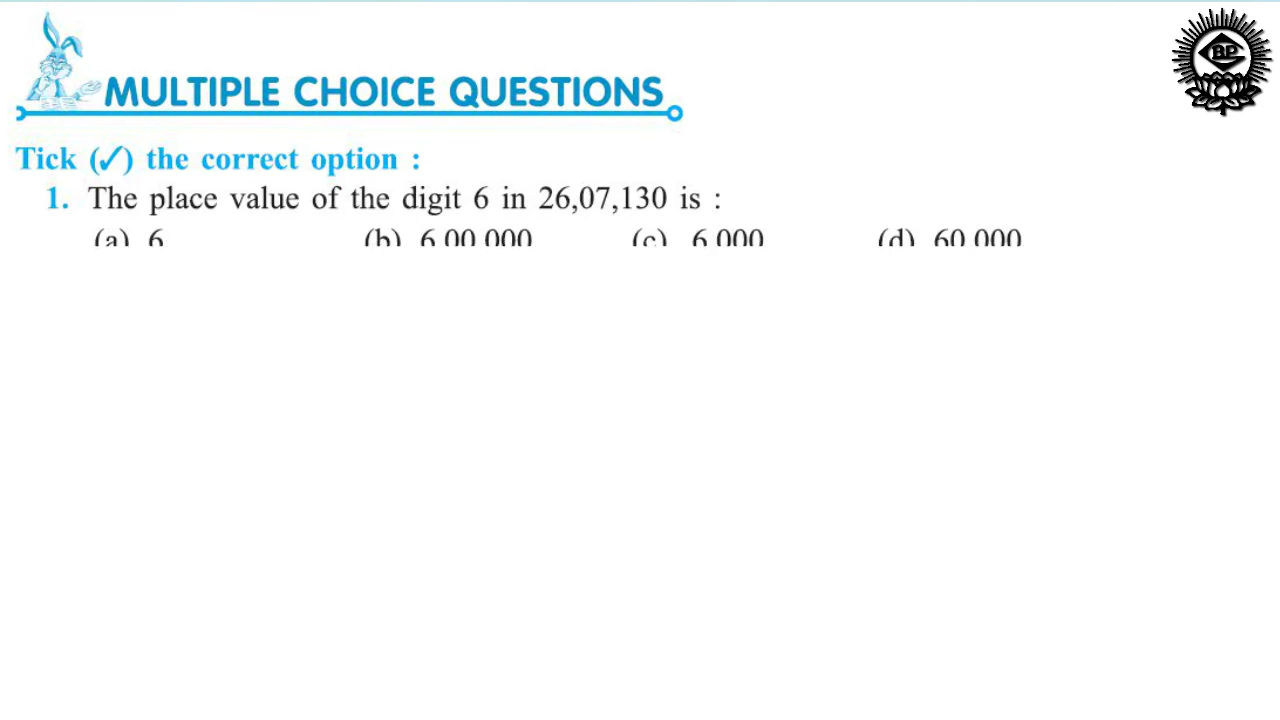 BP
MULTIPLE CHOICE QUESTIONS
Tick (✓) the correct option :
1. The place value of the digit 6 in 26,07,130 is :
(a) 6 (b) 6,00,000 (c) 6,000 (d) 60,000